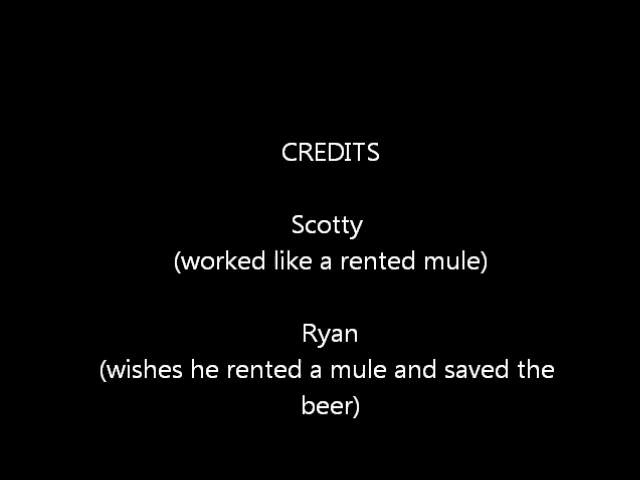 CREDITS
Scotty
(worked like a rented mule)
Ryan
(wishes he rented a mule and saved the
beer)